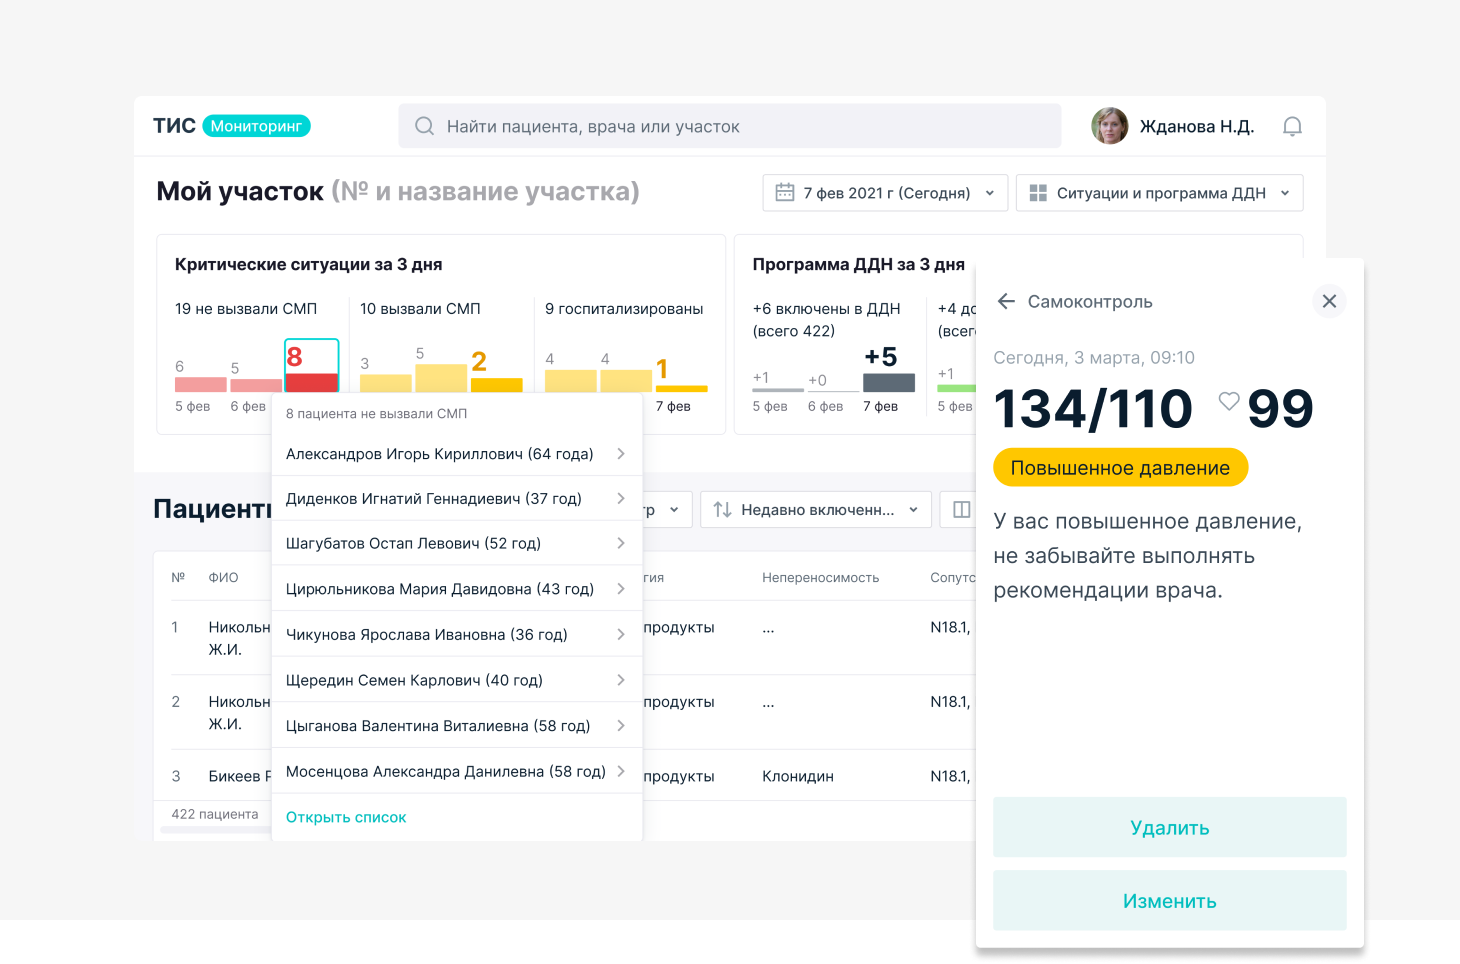 ТИС Мониторинг
Найти пациента, врача или участок
Жданова Н.Д.
Мой участок (№ и название участка)
7 фев 2021 г (Сегодня)
Ситуации и программа ДДН
Критические ситуации за 3 дня
19 не вызвали СМП
6
5
8
5 фев
6 фев
10 вызвали СМП
3
5
2
9 госпитализированы
4
4
1
7 фев
Программа ДДН за 3 дня
+6 включены в ДДН
(всего 422)
+1
+0
+5
5 фев
6 фев
7 фев
+4
+1
5 фев
8 пациента не вызвали СМП
Александров Игорь Кириллович (64 года)
Диденков Игнатий Геннадиевич (37 год)
Шагубатов Остап Левович (52 год)
Цирюльникова Мария Давидовна (43 год)
Чикунова Ярослава Ивановна (36 год)
Щередин Семен Карлович (40 год)
Цыганова Валентина Виталиевна (58 год)
Мосенцова Александра Данилевна (58 год)
Открыть список
Недавно включенн...
№
ФИО
Непереносимость
1
Ж.И.
продукты
...
N18.1,
2
Ж.И.
продукты
...
N18.1,
3
Бикеев
продукты
Клонидин
N18.1,
422 пациента
Самоконтроль
Сегодня, 3 марта, 09:10
134/110 99
Повышенное давление
У вас повышенное давление,
не забывайте выполнять
рекомендации врача.
Удалить
Изменить